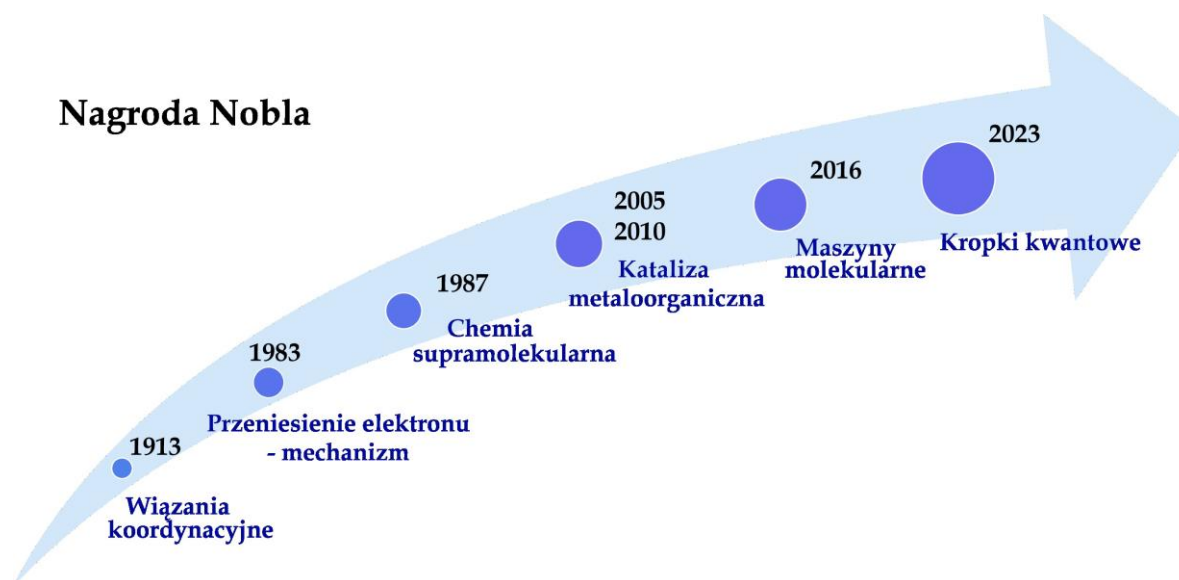 Nagroda Nobla
1913
Wiązania
koordynacyjne
1983
Przeniesienie elektronu
- mechanizm
1987
Chemia
supramolekularna
2005
2010
Kataliza
metaloorganiczna
2016
Maszyny
molekularne
2023
Kropki kwantowe